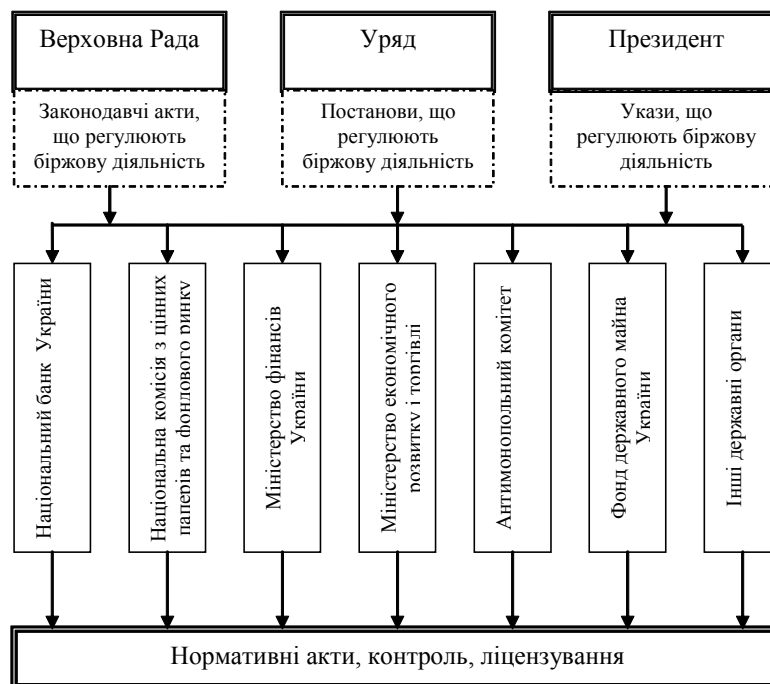 Верховна Рада
Уряд
Президент
Законодавчі акти,
що регулюють
біржову діяльність
Постанови, що
регулюють
біржову діяльність
Укази, що
регулюють біржову
діяльність
Національний банк України
Національна комісія з цінних
паперів та фондового ринку
Міністерство фінансів
України
Міністерство економічного
розвитку і торгівлі
Антимонопольний комітет
Фонд державного майна
України
Інші державні органи
Нормативні акти, контроль, ліцензування